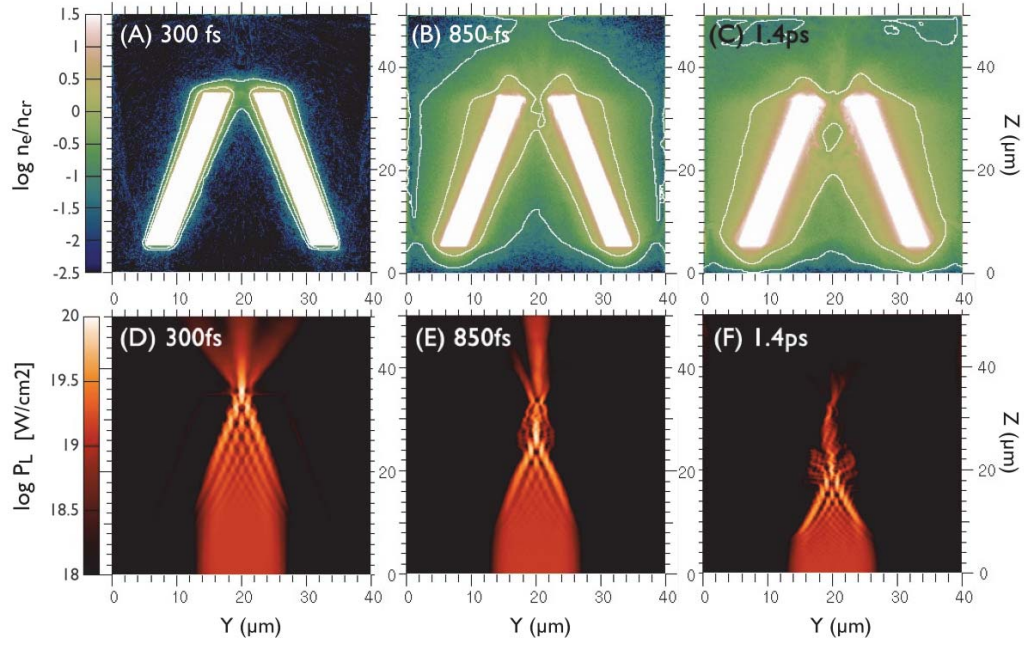 1.5
1
0.5
0
-0.5
-1
-1.5
-2
-2.5
log ne/ncr
(A) 300 fs
(B) 850 fs
(C) 1.4ps
40
20
0
40
20
0
Z (μm)
0 10 20 30 40
0 10 20 30 40
0 10 20 30 40
20
19.5
19
18.5
18
log PL [W/cm2]
(D) 300fs
(E) 850fs
(F) 1.4ps
40
20
0
40
20
0
Z (μm)
0 10 20 30 40
0 10 20 30 40
0 10 20 30 40
Y (μm)
Y (μm)
Y (μm)